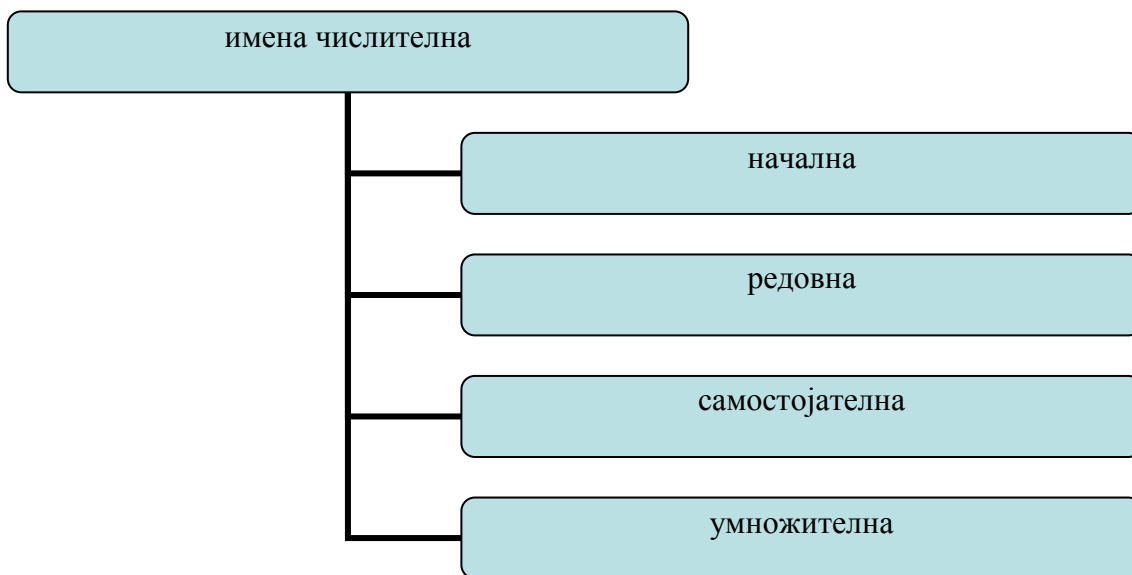 имена числителна
начална
редовна
самостојателна
умножителна